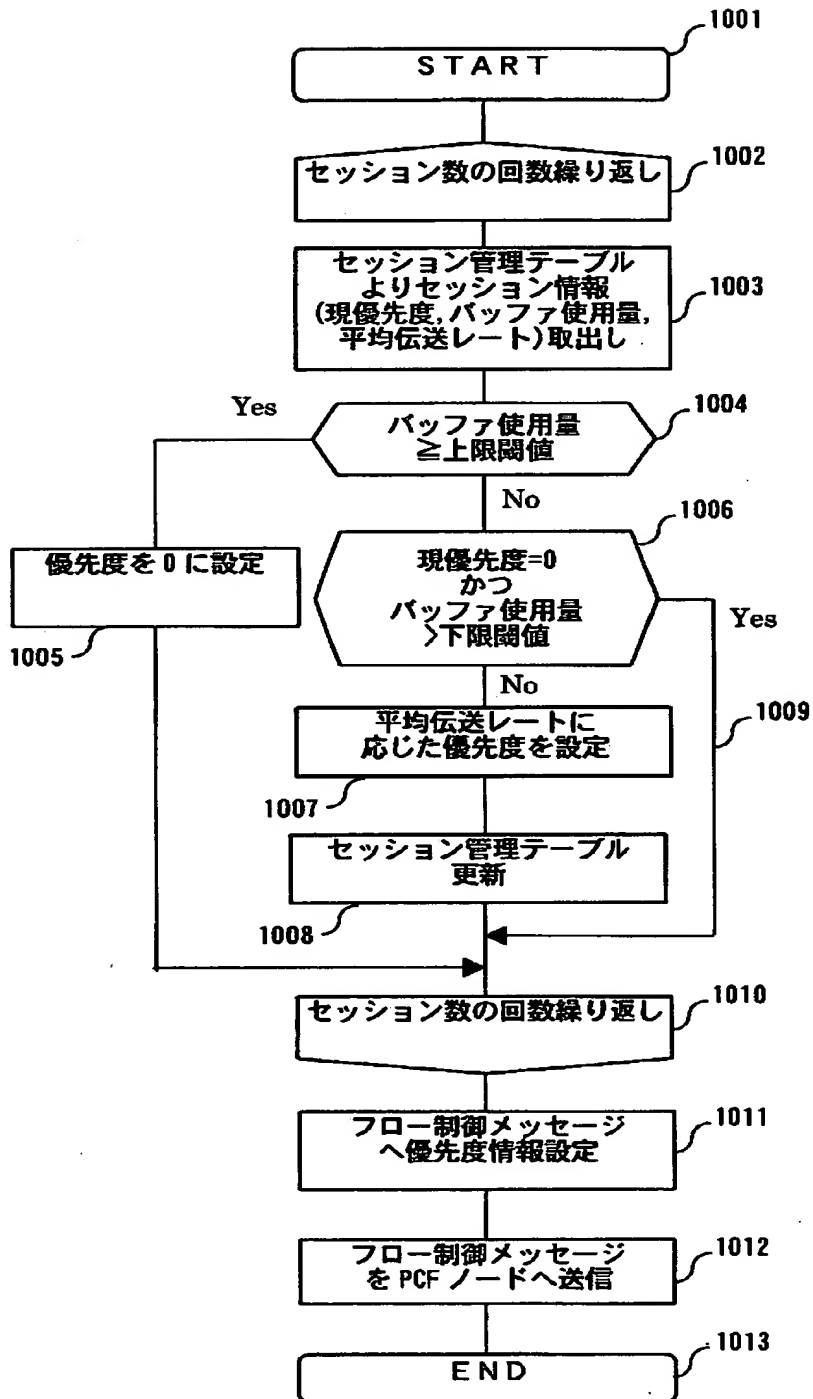 1001
START
1002
セッション数の回数繰り返し
セッション管理テーブル
よりセッション情報
(現優先度,バッファ使用量,
平均伝送レート)取出し
1003
Yes
バッファ使用量
≧上限閾値
1004
No
1006
優先度を0に設定
1005
現優先度=0
かつ
バッファ使用量
>下限閾値
Yes
No
1009
平均伝送レートに
応じた優先度を設定
1007
セッション管理テーブル
更新
1008
セッション数の回数繰り返し
1010
フロー制御メッセージ
へ優先度情報設定
1011
フロー制御メッセージ
を PCF ノードへ送信
1012
END
1013